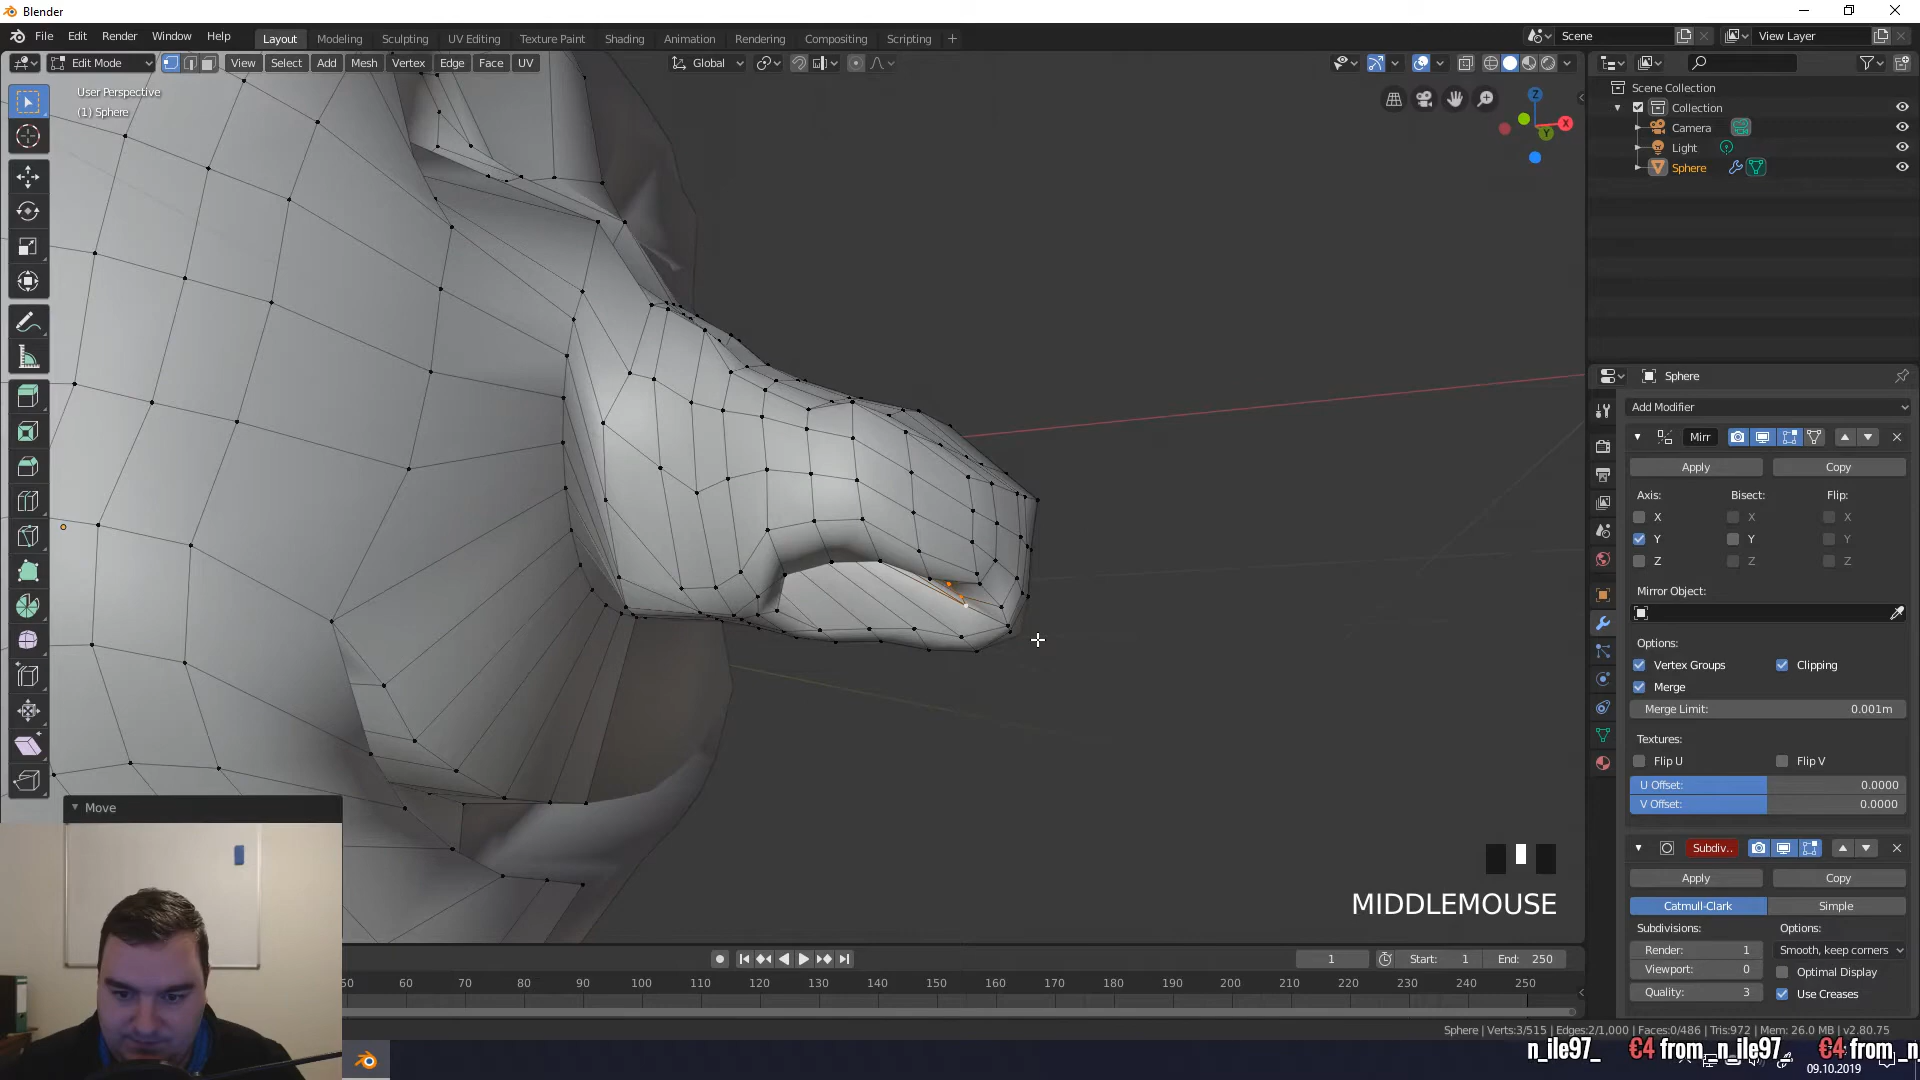 Blender
File Edit Render Window Help
Layout Modeling Sculpting UV Editing Texture Paint Shading Animation Rendering Compositing Scripting
Scene
View Layer
Edit Mode
View Select Add Mesh Vertex Edge Face UV
Global
User Perspective
(1) Sphere
Z
X
Y
Scene Collection
Collection
Camera
Light
Sphere
Sphere
Add Modifier
Mirr
Apply Copy
Axis: Bisect: Flip:
X X X
Y Y Y
Z Z Z
Mirror Object:
Options:
Vertex Groups Clipping
Merge
Merge Limit: 0.001m
Textures:
Flip U Flip V
U Offset: 0.0000
V Offset: 0.0000
Subdiv..
Apply Copy
Catmull-Clark Simple
Subdivisions: Options:
Render: 1 Smooth, keep corners
Viewport: 0 Optimal Display
Quality: 3 Use Creases
Move
MIDDLEMOUSE
1 Start: 1 End: 250
50 60 70 80 90 100 110 120 130 140 150 160 170 180 190 200 210 220 230 240 250
Sphere | Verts:3/515 | Edges:2/1,000 | Faces:0/486 | Tris:972 | Mem: 26.0 MB | v2.80.75
n_ile97_ €4 from _n_ile97_ €4 from _n
09.10.2019